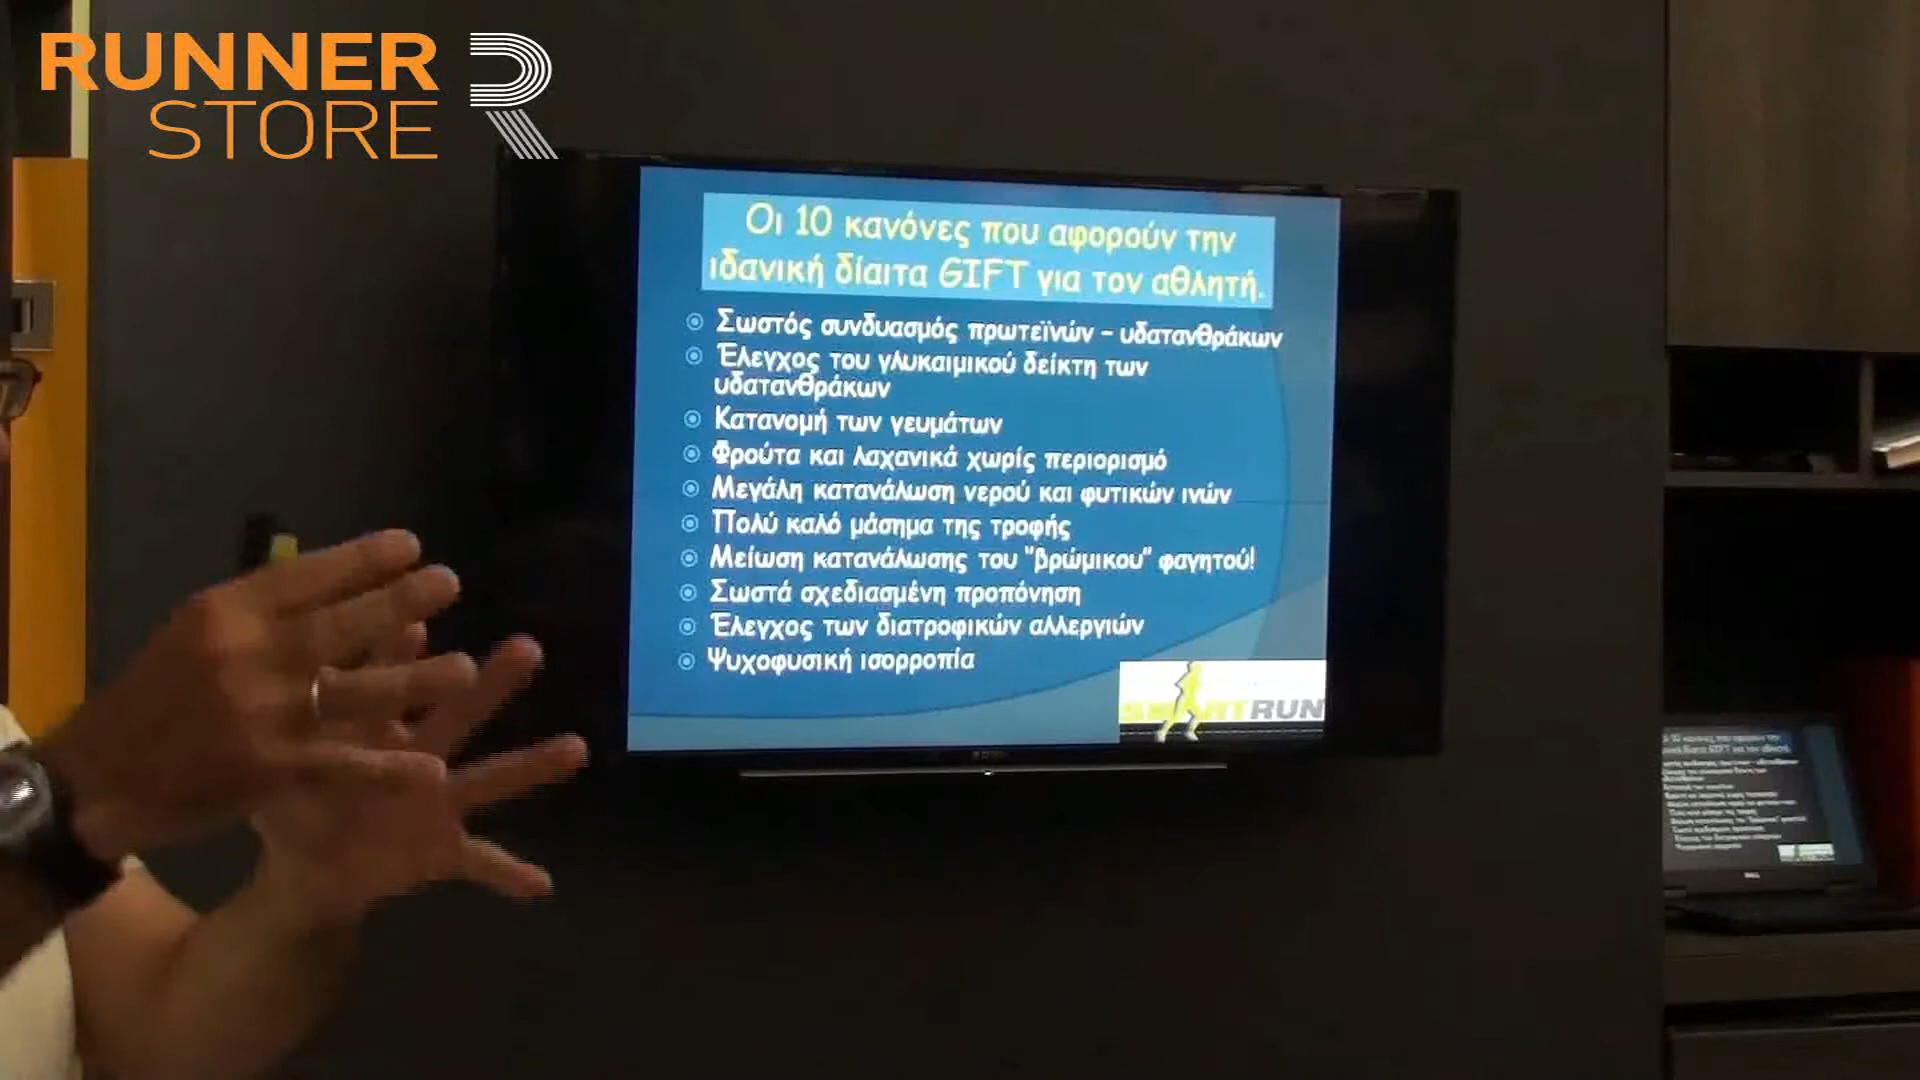 RUNNER
STORE
Οι 10 κανόνες που αφορούν την
ιδανική δίαιτα GIFT για τον αθλητή.
Σωστός συνδυασμός πρωτεϊνών – υδατανθράκων
Έλεγχος του γλυκαιμικού δείκτη των
υδατανθράκων
Κατανομή των γευμάτων
Φρούτα και λαχανικά χωρίς περιορισμό
Μεγάλη κατανάλωση νερού και φυτικών ινών
Πολύ καλό μάσημα της τροφής
Μείωση κατανάλωσης του "βρώμικου" φαγητού!
Σωστά σχεδιασμένη προπόνηση
Έλεγχος των διατροφικών αλλεργιών
Ψυχοφυσική ισορροπία
SMARTRUN
DELL